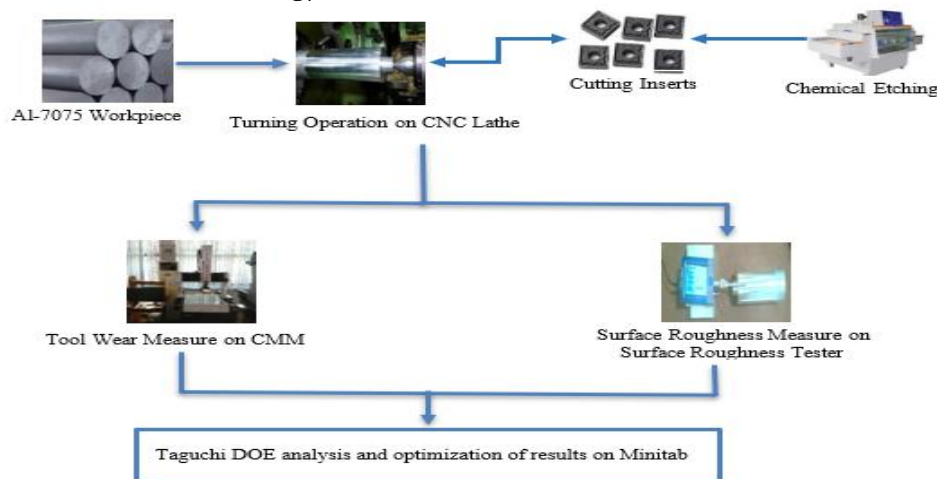 Al-7075 Workpiece
Turning Operation on CNC Lathe
Cutting Inserts
Chemical Etching
Tool Wear Measure on CMM
Surface Roughness Measure on
Surface Roughness Tester
Taguchi DOE analysis and optimization of results on Minitab